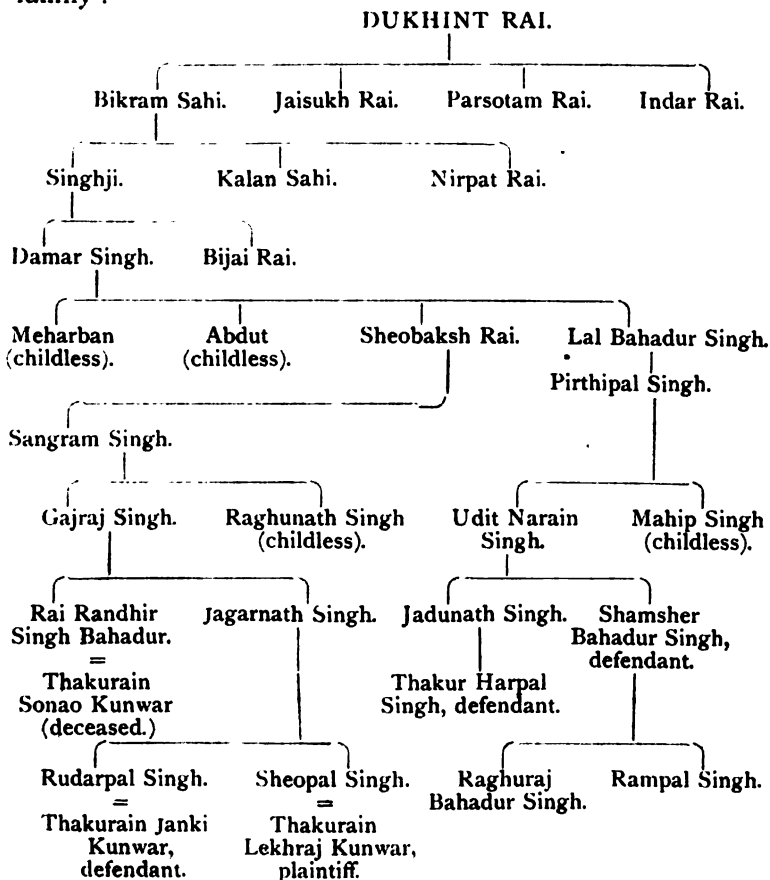 DUKHINT RAI.
Bikram Sahi. Jaisukh Rai. Parsotam Rai. Indar Rai.
Singhji. Kalan Sahi. Nirpat Rai.
Damar Singh. Bijai Rai.
Meharban Abdut Sheobaksh Rai. Lal Bahadur Singh.
(childless). (childless).
Pirthipal Singh.
Sangram Singh.
Gajraj Singh. Raghunath Singh Udit Narain Mahip Singh
(childless). Singh. (childless).
Rai Randhir Jagarnath Singh. Jadunath Singh. Shamsher
Singh Bahadur. Bahadur Singh,
= defendant.
Thakurain Thakur Harpal
Sonao Kunwar Singh, defendant.
(deceased.)
Rudarpal Singh. Sheopal Singh. Raghuraj Rampal Singh.
= = Bahadur Singh.
Thakurain Janki Thakurain
Kunwar, Lekhraj Kunwar,
defendant. plaintiff.